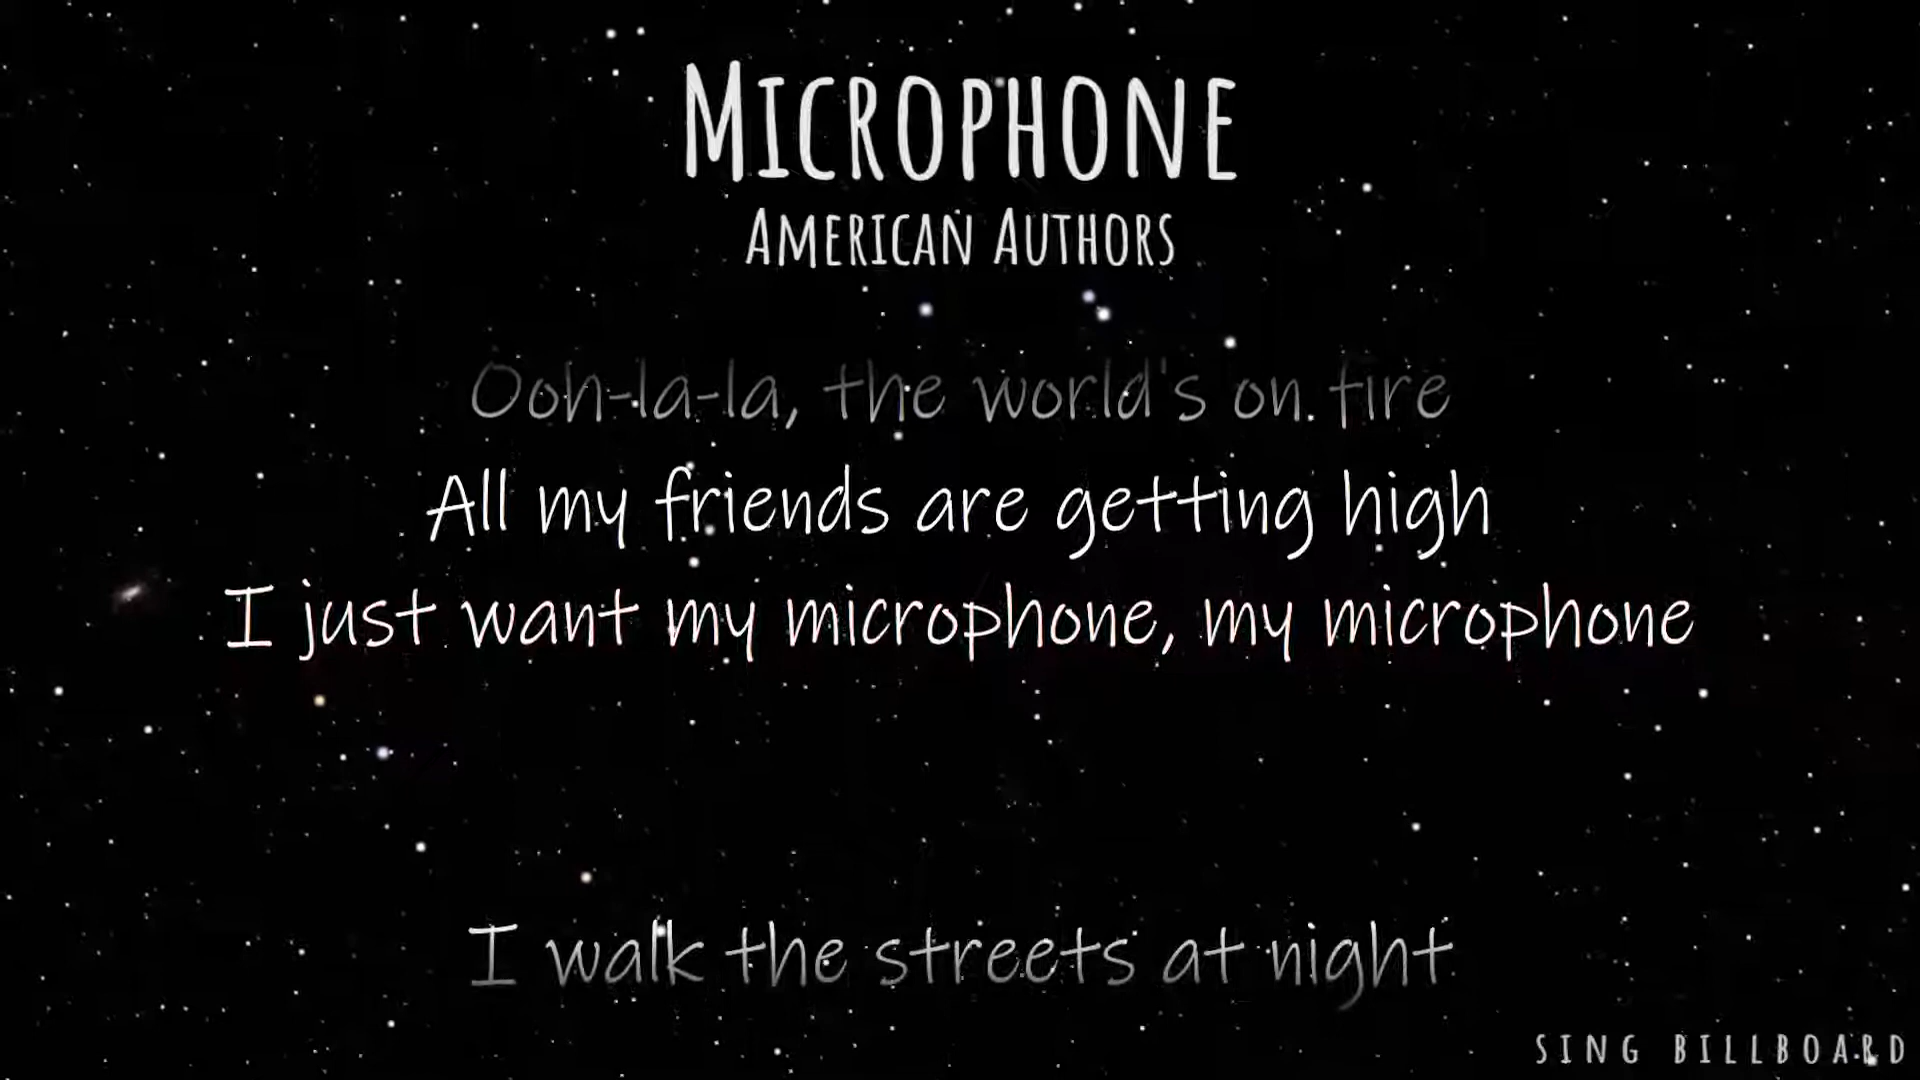 MICROPHONE
AMERICAN AUTHORS
Ooh-la-la, the world's on fire
All my friends are getting high
I just want my microphone, my microphone
I walk the streets at night
SING BILLBOARD